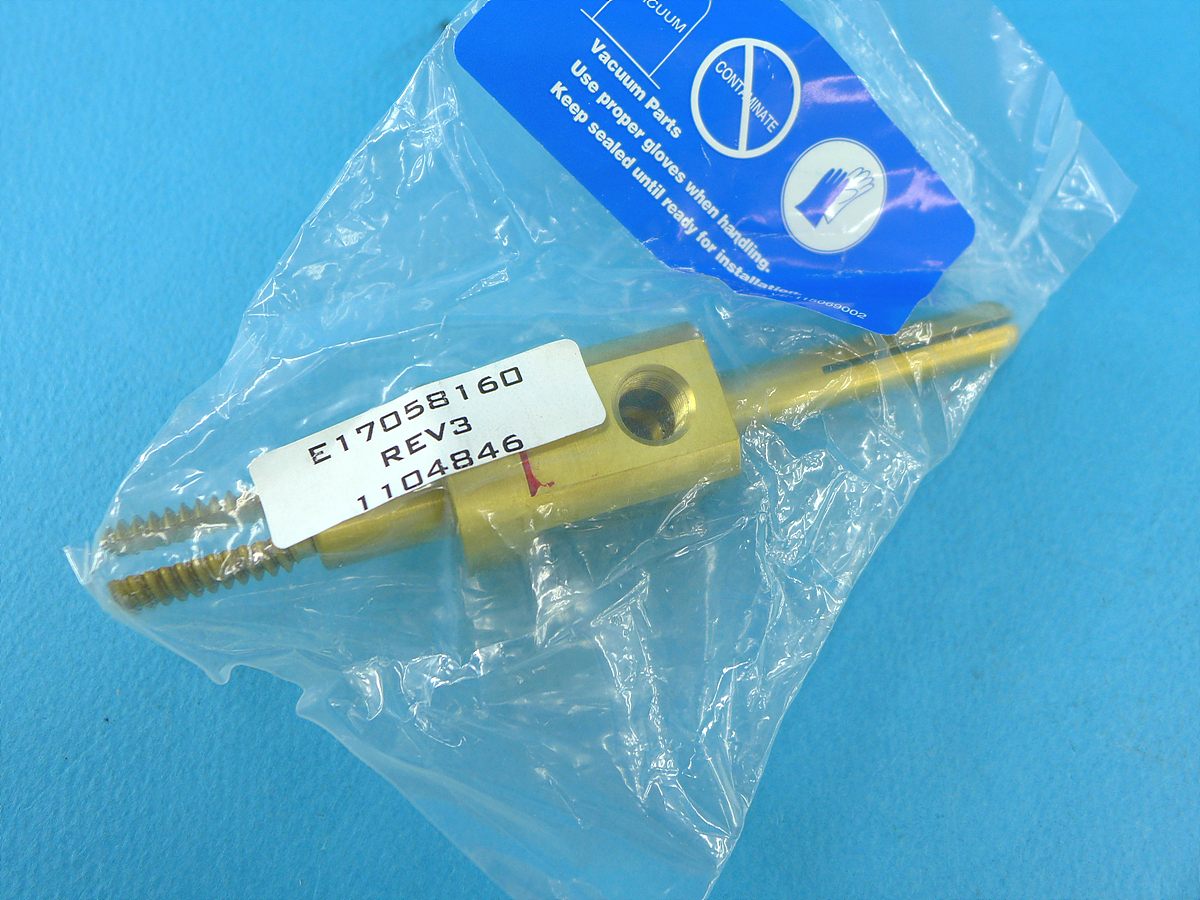 VACUUM
CONTAMINATE
Vacuum Parts
Use proper gloves when handling.
Keep sealed until ready for installation.
E17058160
REV3
1104846